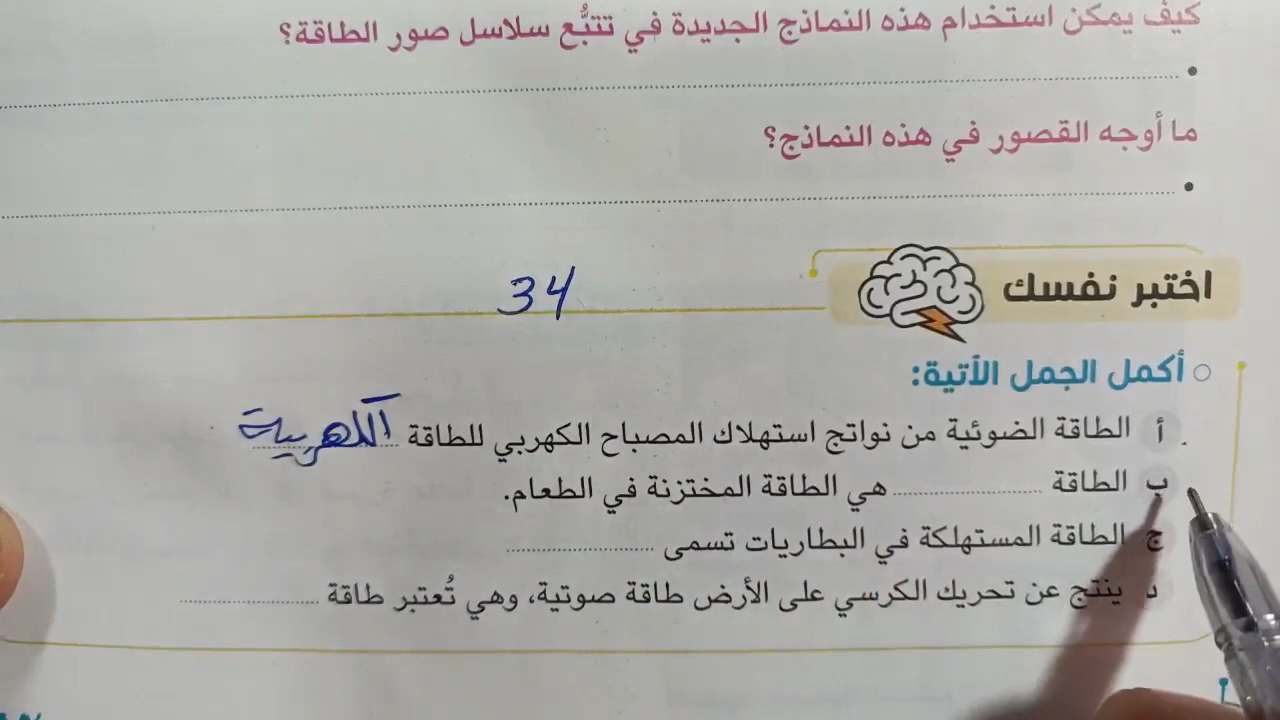 كيف يمكن استخدام هذه النماذج الجديدة في تتبُّع سلاسل صور الطاقة؟
ما أوجه القصور في هذه النماذج؟
34
اختبر نفسك
أكمل الجمل الآتية:
أ الطاقة الضوئية من نواتج استهلاك المصباح الكهربي للطاقة الكهربية
ب الطاقة ........ هي الطاقة المختزنة في الطعام.
ج الطاقة المستهلكة في البطاريات تسمى ........
د ينتج عن تحريك الكرسي على الأرض طاقة صوتية، وهي تُعتبر طاقة ........